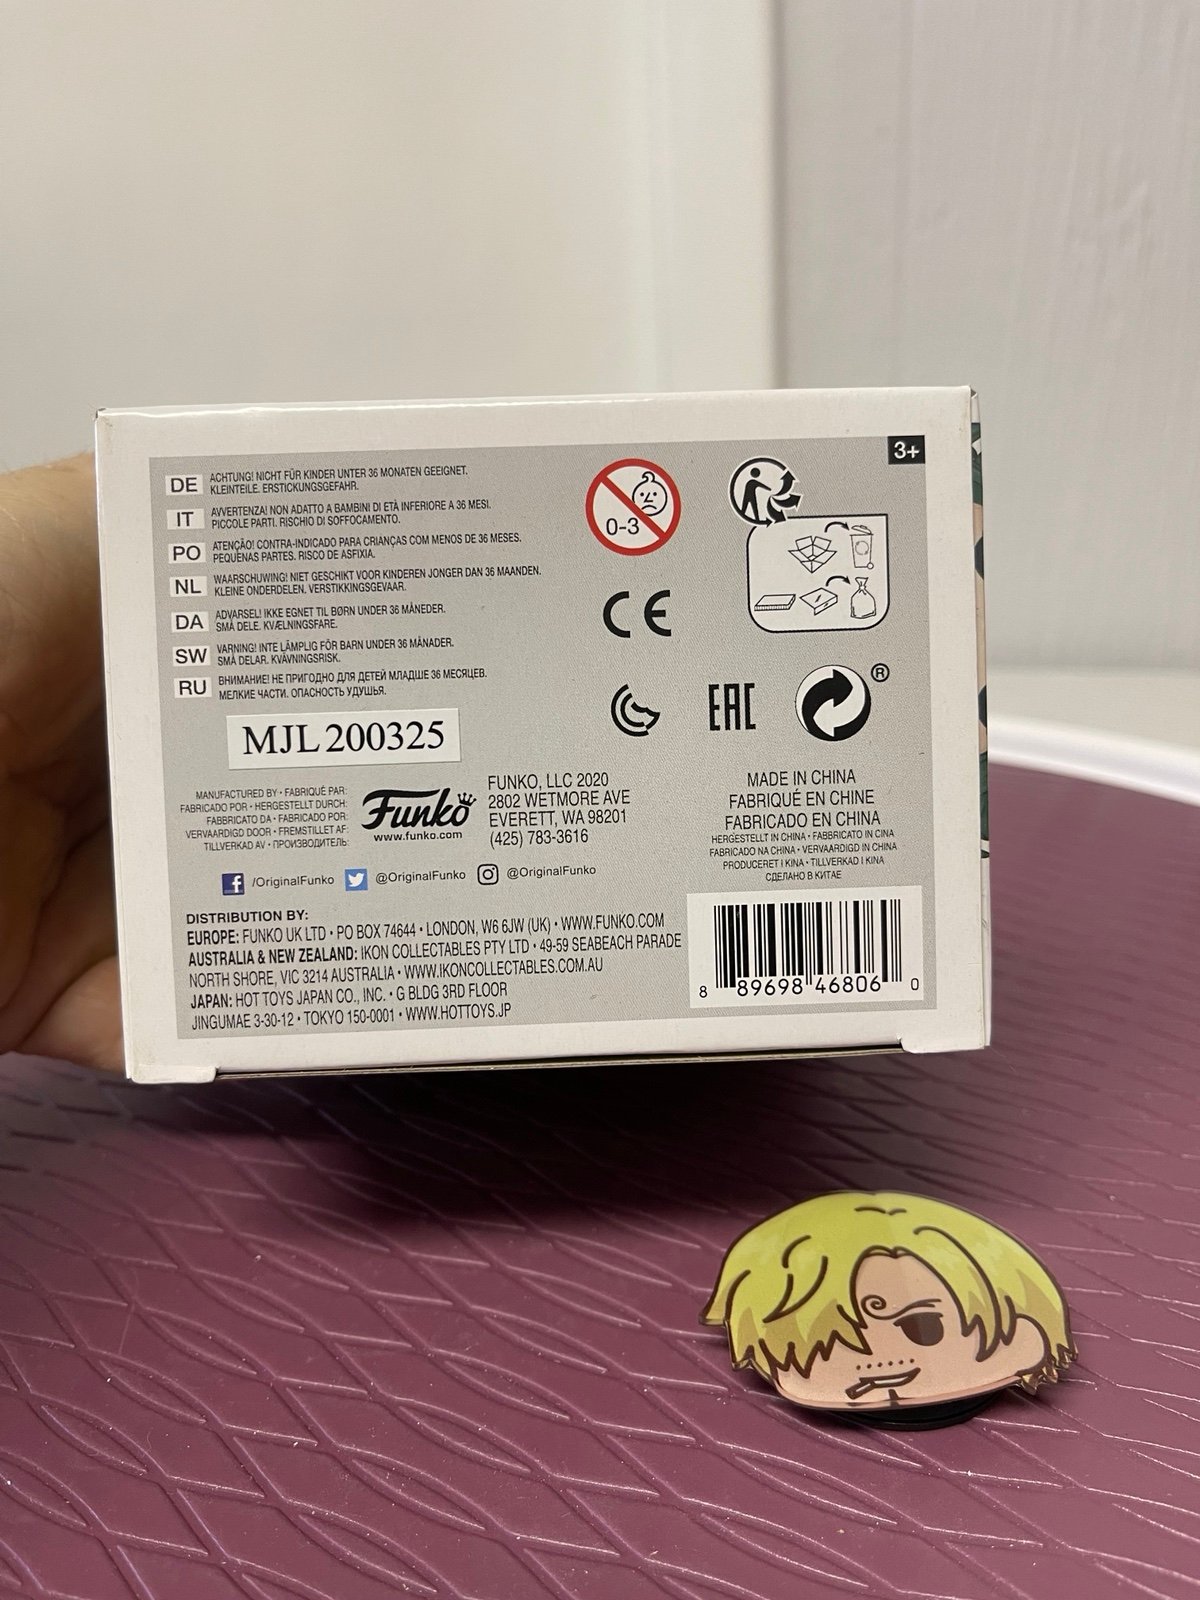 3+
DE
ACHTUNG! NICHT FÜR KINDER UNTER 36 MONATEN GEEIGNET.
KLEINTEILE. ERSTICKUNGSGEFAHR.
IT
AVVERTENZA! NON ADATTO A BAMBINI DI ETÀ INFERIORE A 36 MESI.
PICCOLE PARTI. RISCHIO DI SOFFOCAMENTO.
PO
ATENÇÃO! CONTRA-INDICADO PARA CRIANÇAS COM MENOS DE 36 MESES.
PEQUENAS PARTES. RISCO DE ASFIXIA.
NL
WAARSCHUWING! NIET GESCHIKT VOOR KINDEREN JONGER DAN 36 MAANDEN.
KLEINE ONDERDELEN. VERSTIKKINGSGEVAAR.
DA
ADVARSEL! IKKE EGNET TIL BØRN UNDER 36 MÅNEDER.
SMÅ DELE. KVÆLNINGSFARE.
SW
VARNING! INTE LÄMPLIG FÖR BARN UNDER 36 MÅNADER.
SMÅ DELAR. KVÄVNINGSRISK.
RU
ВНИМАНИЕ! НЕ ПРИГОДНО ДЛЯ ДЕТЕЙ МЛАДШЕ 36 МЕСЯЦЕВ.
МЕЛКИЕ ЧАСТИ. ОПАСНОСТЬ УДУШЬЯ.
0-3
CE
EAC
®
MJL 200325
MANUFACTURED BY • FABRIQUÉ PAR:
FABRICADO POR • HERGESTELLT DURCH:
FABBRICATO DA • FABRICADO POR:
VERVAARDIGD DOOR • FREMSTILLET AF:
TILLVERKAD AV • ПРОИЗВОДИТЕЛЬ:
Funko
www.funko.com
FUNKO, LLC 2020
2802 WETMORE AVE
EVERETT, WA 98201
(425) 783-3616
MADE IN CHINA
FABRIQUÉ EN CHINE
FABRICADO EN CHINA
HERGESTELLT IN CHINA • FABBRICATO IN CINA
FABRICADO NA CHINA • VERVAARDIGD IN CHINA
PRODUCERET I KINA • TILLVERKAD I KINA
СДЕЛАНО В КИТАЕ
/OriginalFunko @OriginalFunko @OriginalFunko
DISTRIBUTION BY:
EUROPE: FUNKO UK LTD • PO BOX 74644 • LONDON, W6 6JW (UK) • WWW.FUNKO.COM
AUSTRALIA & NEW ZEALAND: IKON COLLECTABLES PTY LTD • 49-59 SEABEACH PARADE
NORTH SHORE, VIC 3214 AUSTRALIA • WWW.IKONCOLLECTABLES.COM.AU
JAPAN: HOT TOYS JAPAN CO., INC. • G BLDG 3RD FLOOR
JINGUMAE 3-30-12 • TOKYO 150-0001 • WWW.HOTTOYS.JP
8 89698 46806 0